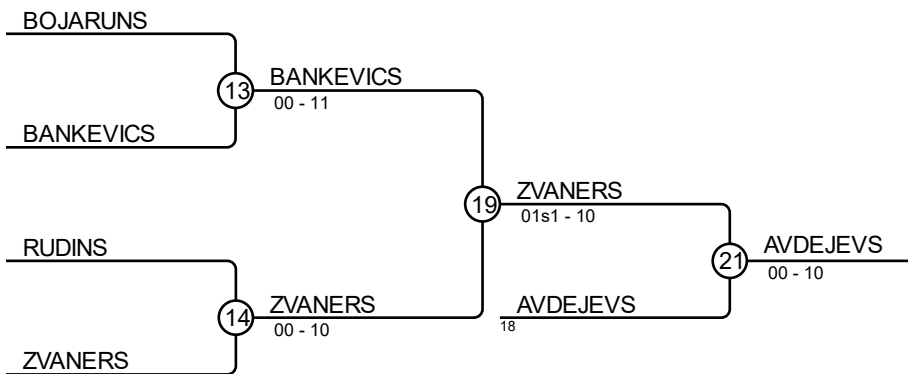 BOJARUNS
13
BANKEVICS
00 - 11
BANKEVICS
19
ZVANERS
01s1 - 10
RUDINS
21
AVDEJEVS
00 - 10
14
ZVANERS
00 - 10
AVDEJEVS
18
ZVANERS